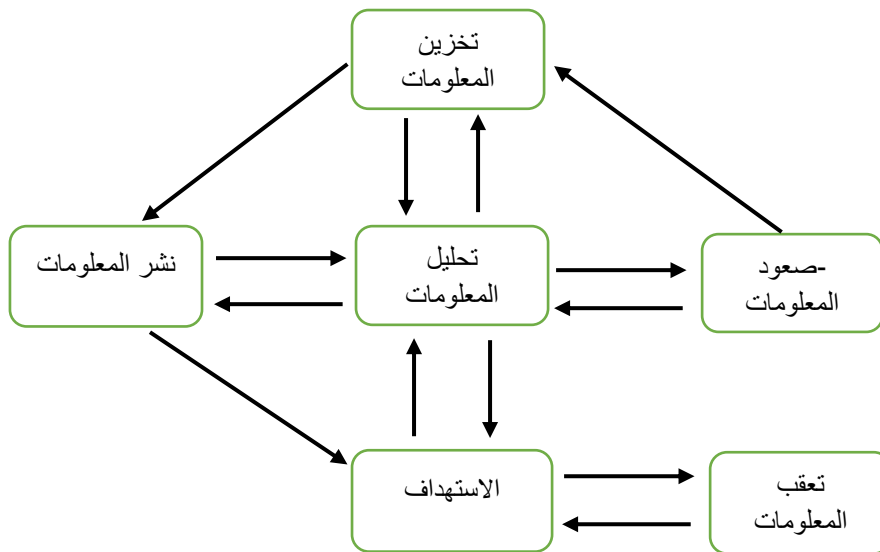 تخزين
المعلومات
نشر المعلومات
تحليل
المعلومات
-صعود
المعلومات
الاستهداف
تعقب
المعلومات